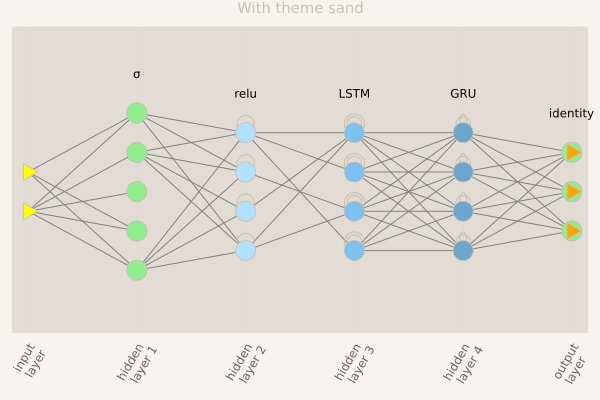 With theme sand
σ
relu
LSTM
GRU
identity
input
layer
hidden
layer 1
hidden
layer 2
hidden
layer 3
hidden
layer 4
output
layer